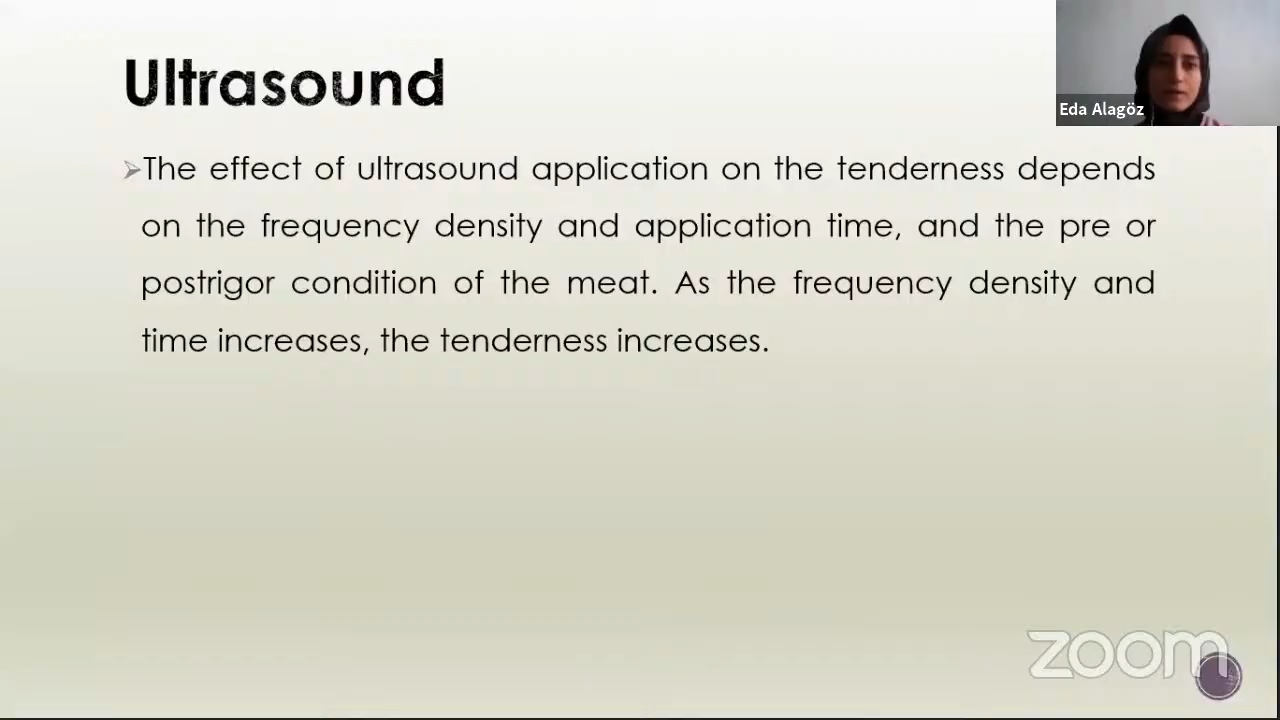 Ultrasound
Eda Alagöz
➢The effect of ultrasound application on the tenderness depends
on the frequency density and application time, and the pre or
postrigor condition of the meat. As the frequency density and
time increases, the tenderness increases.
zoom